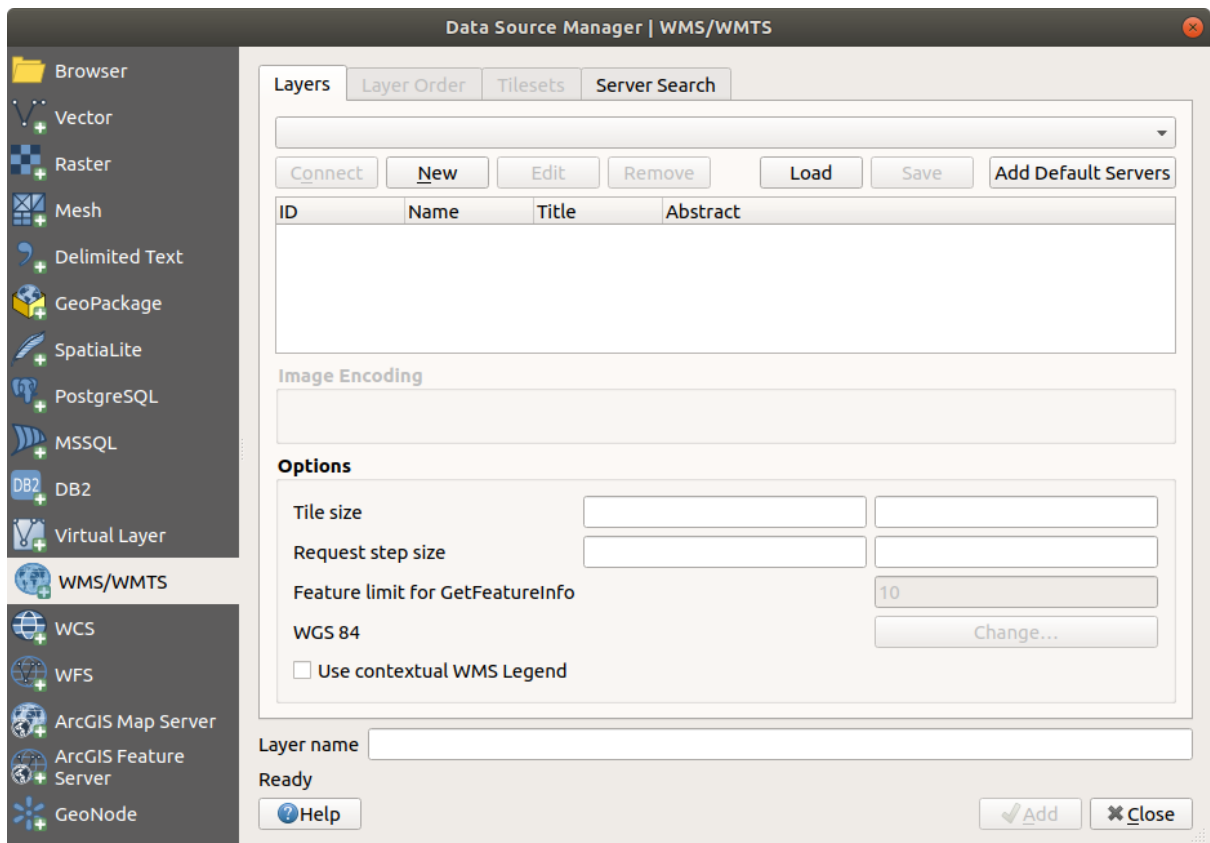 Data Source Manager | WMS/WMTS
Browser
Vector
Raster
Mesh
Delimited Text
GeoPackage
SpatiaLite
PostgreSQL
MSSQL
DB2 DB2
Virtual Layer
WMS/WMTS
WCS
WFS
ArcGIS Map Server
ArcGIS Feature
Server
GeoNode
Layers Layer Order Tilesets Server Search
Connect New Edit Remove Load Save Add Default Servers
ID Name Title Abstract
Image Encoding
Options
Tile size
Request step size
Feature limit for GetFeatureInfo 10
WGS 84 Change...
Use contextual WMS Legend
Layer name
Ready
?Help Add Close